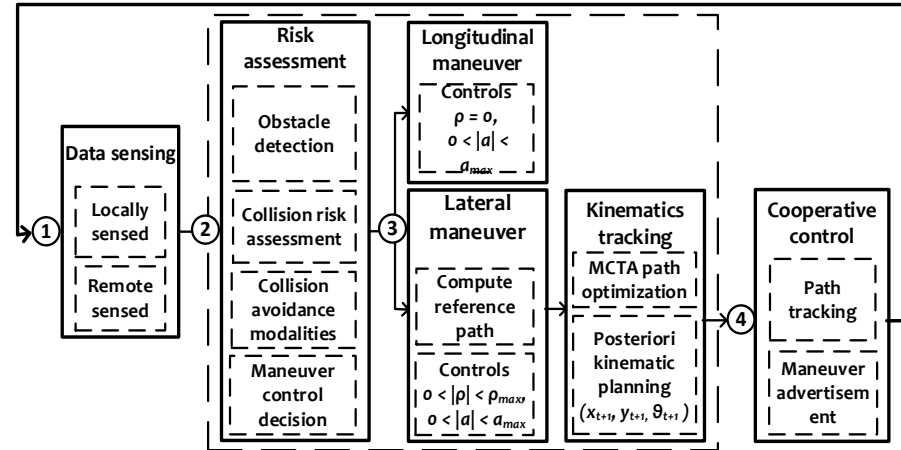 1
Data sensing
Locally
sensed
Remote
sensed
2
Risk
assessment
Obstacle
detection
Collision risk
assessment
Collision
avoidance
modalities
Maneuver
control
decision
3
Longitudinal
maneuver
Controls
ρ = 0,
0 < |a| <
a_max
Lateral
maneuver
Compute
reference
path
Controls
0 < |ρ| < ρ_max,
0 < |a| < a_max
Kinematics
tracking
MCTA path
optimization
Posteriori
kinematic
planning
(x_{t+1}, y_{t+1}, θ_{t+1} )
4
Cooperative
control
Path
tracking
Maneuver
advertisem
ent